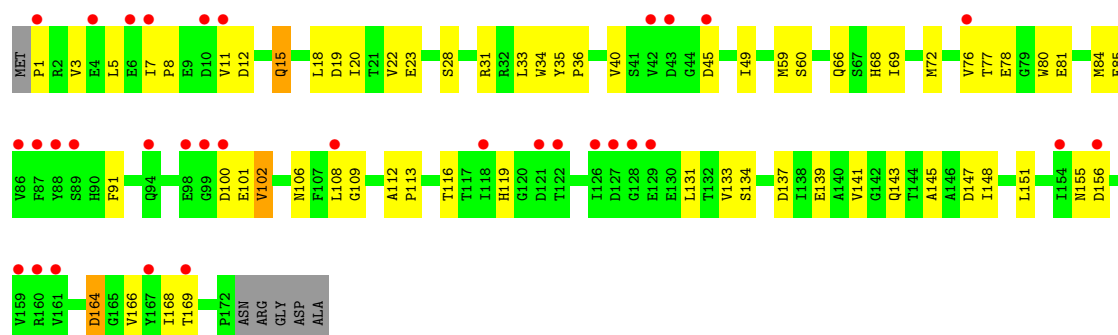 MET P1 R2 V3 E4 L5 E6 I7 P8 E9 D10 V11 D12 Q15 L18 D19 I20 T21 V22 E23 S28 R31 R32 L33 W34 Y35 P36 V40 S41 V42 D43 G44 D45 I49 M59 S60 Q66 S67 H68 I69 M72 V76 T77 E78 G79 W80 E81 M84 E85
V86 F87 Y88 S89 H90 F91 Q94 E98 G99 D100 E101 V102 N106 F107 L108 G109 A112 P113 T116 T117 I118 H119 G120 D121 T122 I126 D127 G128 E129 E130 L131 T132 V133 S134 D137 I138 E139 A140 V141 G142 Q143 T144 A145 A146 D147 I148 L151 I154 N155 D156
V159 R160 V161 D164 G165 V166 Y167 I168 T169 P172 ASN ARG GLY ASP ALA